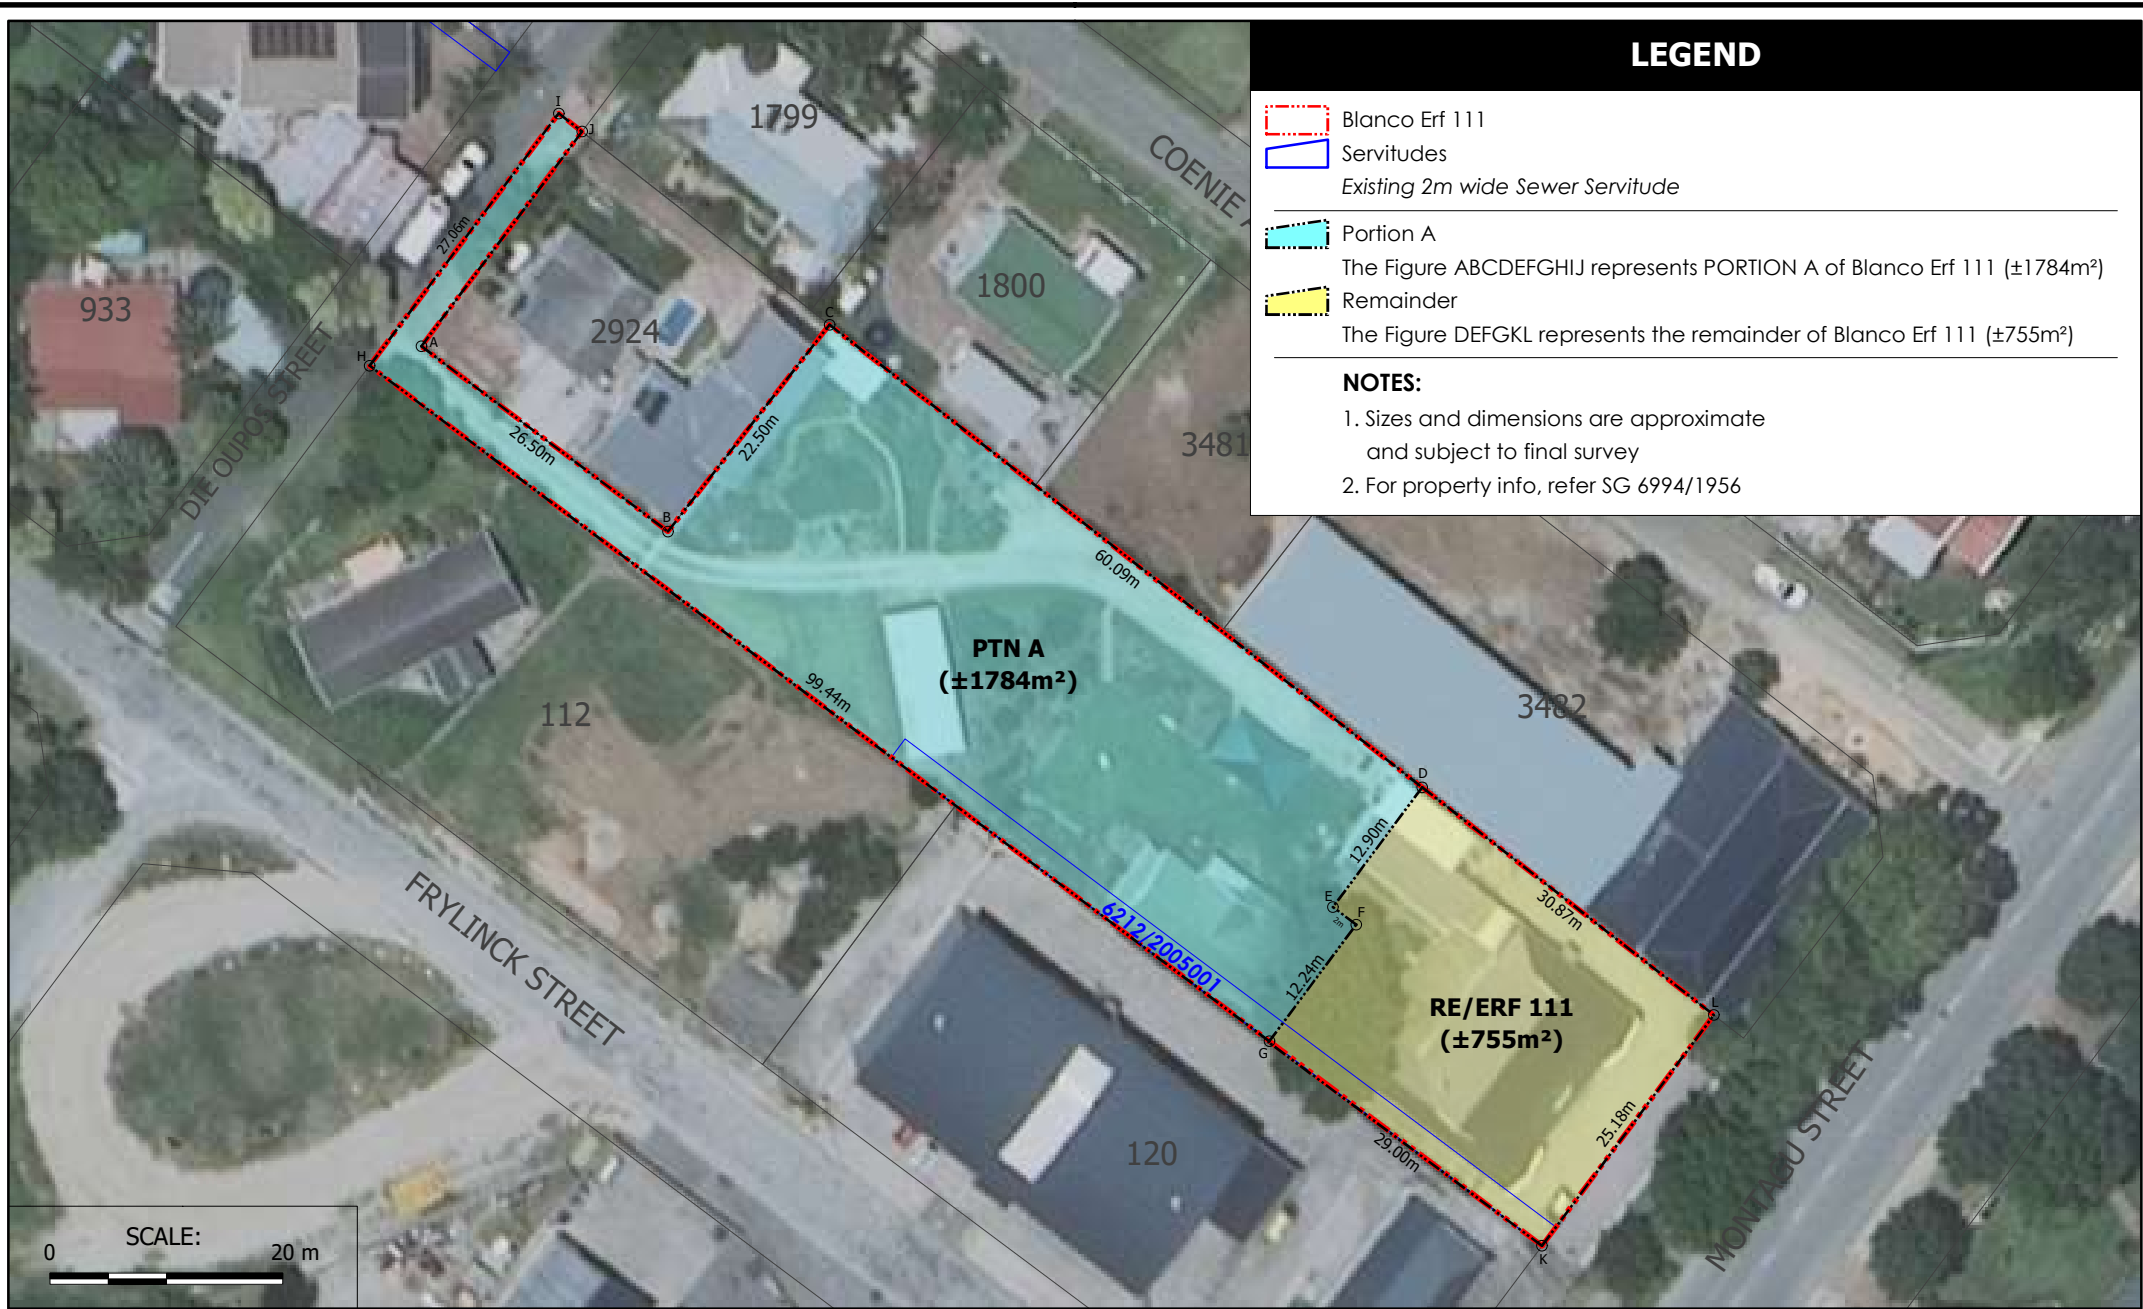 LEGEND
Blanco Erf 111
Servitudes
Existing 2m wide Sewer Servitude
Portion A
The Figure ABCDEFGHIJ represents PORTION A of Blanco Erf 111 (±1784m²)
Remainder
The Figure DEFGKL represents the remainder of Blanco Erf 111 (±755m²)
NOTES:
1. Sizes and dimensions are approximate
and subject to final survey
2. For property info, refer SG 6994/1956
I
J
1799
COENIE
27.06m
1800
933
2924
C
H
A
DIE OUPOS STREET
3481
26.50m
22.50m
B
60.09m
PTN A
(±1784m²)
99.44m
112
3482
D
12.90m
E
F
2m
30.87m
FRYLINCK STREET
6212/2005001
12.24m
RE/ERF 111
(±755m²)
L
G
MONTAGU STREET
25.18m
29.00m
120
K
SCALE:
0 20 m